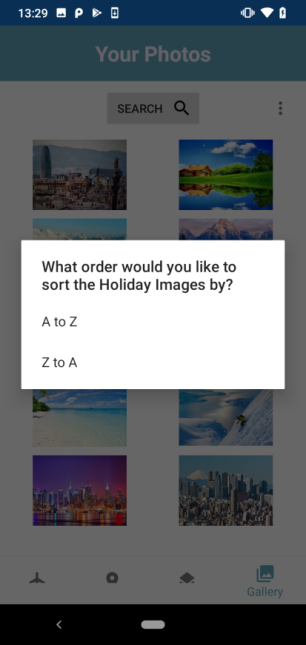 13:29
Your Photos
SEARCH
What order would you like to
sort the Holiday Images by?
A to Z
Z to A
Gallery